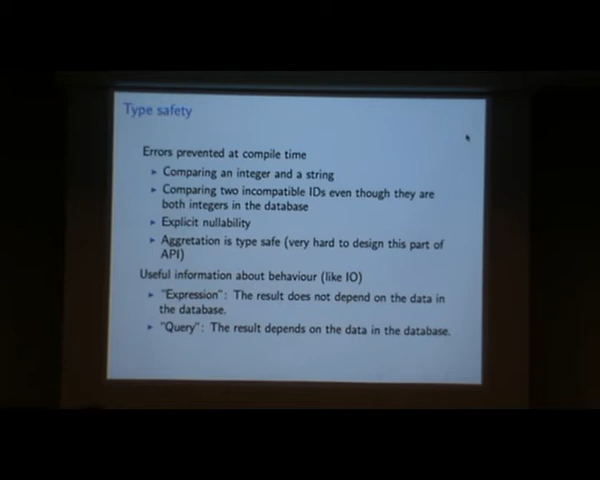 Type safety
Errors prevented at compile time
► Comparing an integer and a string
► Comparing two incompatible IDs even though they are
both integers in the database
► Explicit nullability
► Aggretation is type safe (very hard to design this part of
API)
Useful information about behaviour (like IO)
► "Expression": The result does not depend on the data in
the database.
► "Query": The result depends on the data in the database.